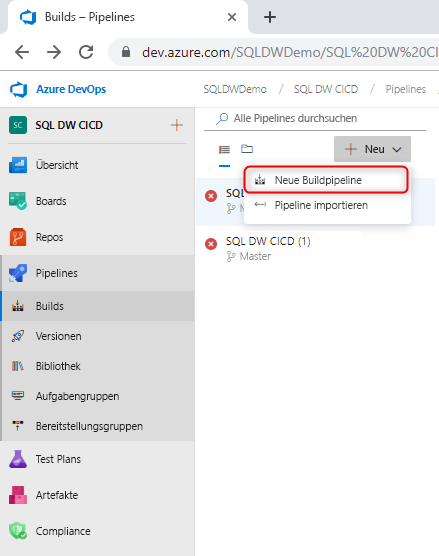 Builds – Pipelines
dev.azure.com/SQLDWDemo/SQL%20DW%20CI
Azure DevOps
SQLDWDemo / SQL DW CICD / Pipelines
SC SQL DW CICD
Alle Pipelines durchsuchen
Neu
Übersicht
Neue Buildpipeline
Boards
Pipeline importieren
Repos
SQL DW CICD (1)
Master
Pipelines
Builds
Versionen
Bibliothek
Aufgabengruppen
Bereitstellungsgruppen
Test Plans
Artefakte
Compliance